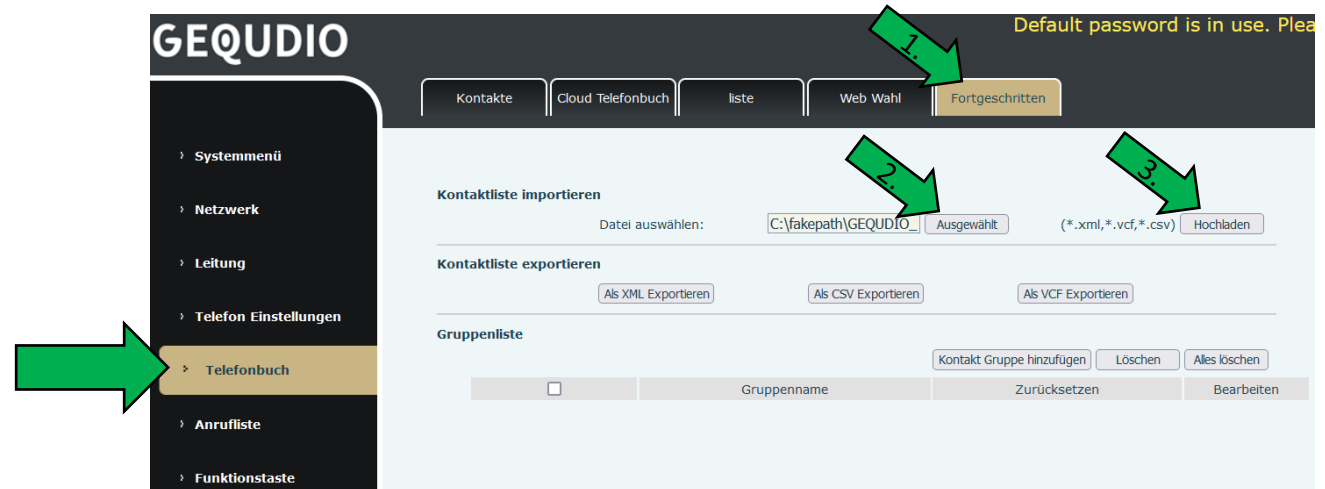 GEQUDIO
Default password is in use. Plea
1.
Kontakte
Cloud Telefonbuch
liste
Web Wahl
Fortgeschritten
› Systemmenü
› Netzwerk
› Leitung
› Telefon Einstellungen
› Telefonbuch
› Anrufliste
› Funktionstaste
2.
3.
Kontaktliste importieren
Datei auswählen: C:\fakepath\GEQUDIO_ Ausgewählt (*.xml,*.vcf,*.csv) Hochladen
Kontaktliste exportieren
Als XML Exportieren Als CSV Exportieren Als VCF Exportieren
Gruppenliste
Kontakt Gruppe hinzufügen Löschen Alles löschen
Gruppenname Zurücksetzen Bearbeiten